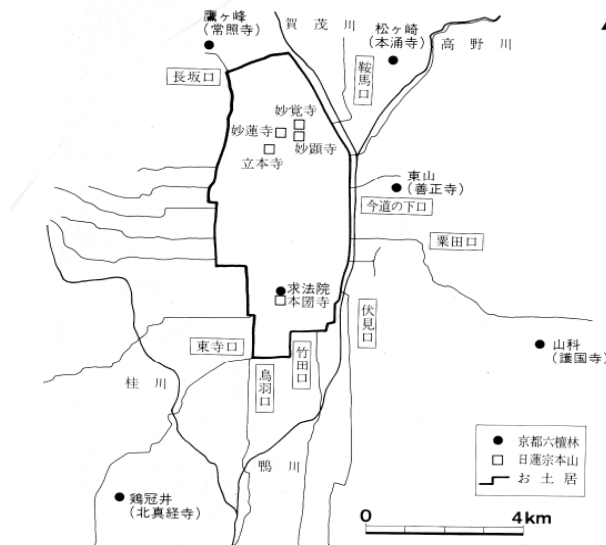 鷹ヶ峰
(常照寺)
賀茂川
松ヶ崎
(本涌寺)
高野川
長坂口
鞍馬口
妙覚寺
妙蓮寺
妙顕寺
立本寺
東山
(善正寺)
今道の下口
粟田口
求法院
本圀寺
伏見口
東寺口
竹田口
鳥羽口
山科
(護国寺)
桂川
鴨川
鶏冠井
(北真経寺)
京都六檀林
日蓮宗本山
お土居
0 4km